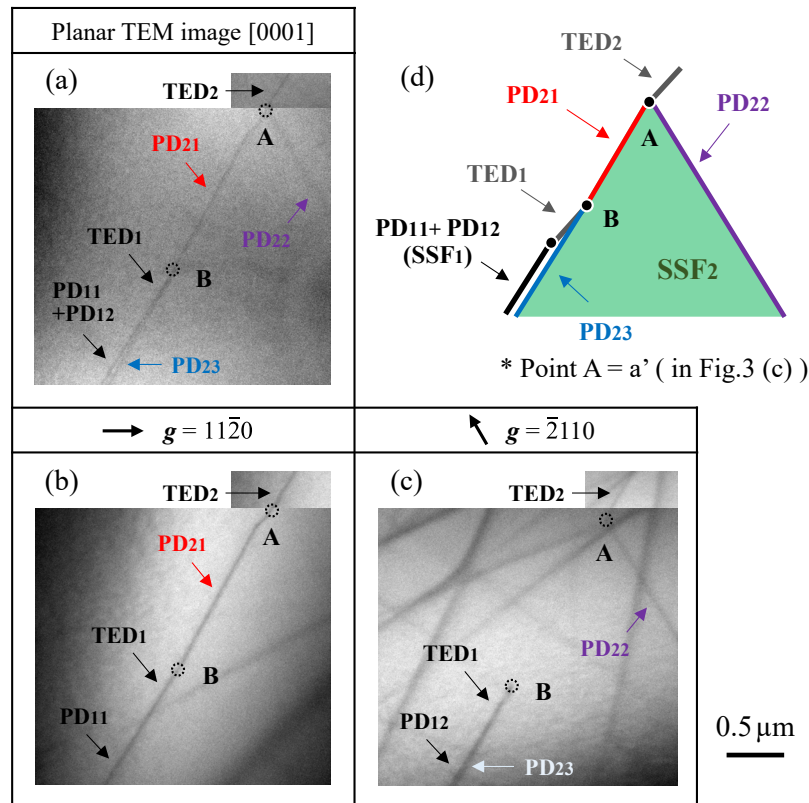 Planar TEM image [0001]
(a)
TED2
A
PD21
PD22
TED1
B
PD11
+PD12
PD23
(d)
TED2
PD21
PD22
A
TED1
B
PD11+ PD12
(SSF1)
SSF2
PD23
* Point A = a’ ( in Fig.3 (c) )
g = 112̅0
g = 2̅110
(b)
TED2
A
PD21
TED1
B
PD11
(c)
TED2
A
PD22
TED1
B
PD12
PD23
0.5 μm